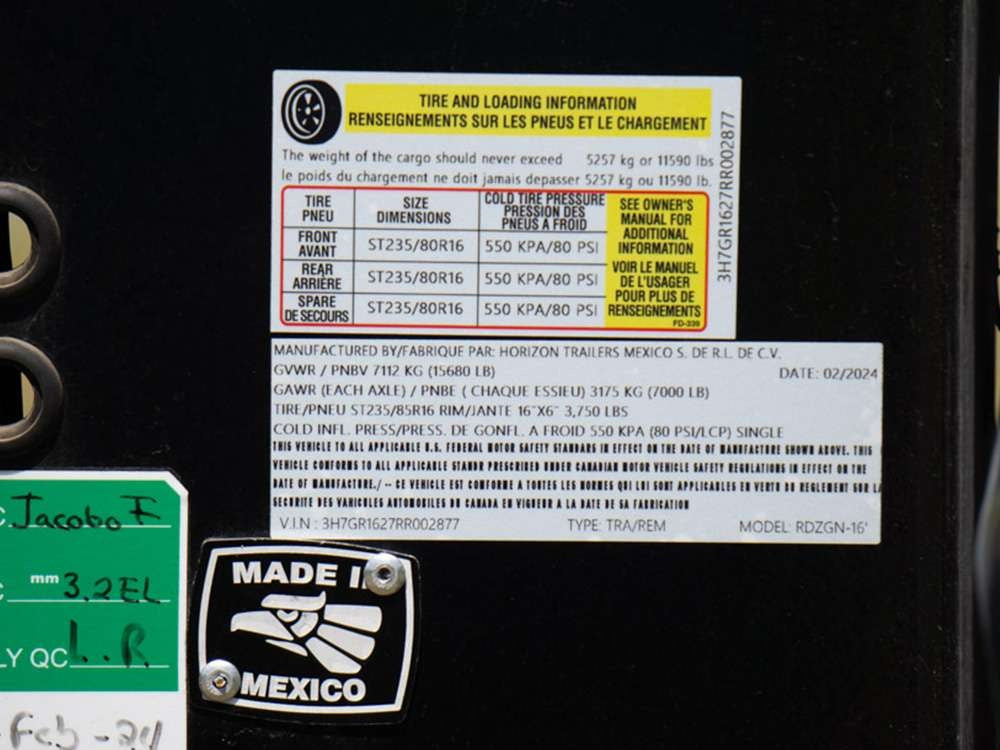 TIRE AND LOADING INFORMATION
RENSEIGNEMENTS SUR LES PNEUS ET LE CHARGEMENT
The weight of the cargo should never exceed 5257 kg or 11590 lbs
le poids du chargement ne doit jamais depasser 5257 kg ou 11590 lb.
TIRE PNEU
SIZE DIMENSIONS
COLD TIRE PRESSURE PRESSION DES PNEUS A FROID
FRONT AVANT
ST235/80R16
550 KPA/80 PSI
REAR ARRIÈRE
ST235/80R16
550 KPA/80 PSI
SPARE DE SECOURS
ST235/80R16
550 KPA/80 PSI
SEE OWNER'S
MANUAL FOR
ADDITIONAL
INFORMATION
VOIR LE MANUEL
DE L'USAGER
POUR PLUS DE
RENSEIGNEMENTS
3H7GR1627RR002877
MANUFACTURED BY/FABRIQUE PAR: HORIZON TRAILERS MEXICO S. DE R.L. DE C.V.
GVWR / PNBV 7112 KG (15680 LB) DATE: 02/2024
GAWR (EACH AXLE) / PNBE ( CHAQUE ESSIEU) 3175 KG (7000 LB)
TIRE/PNEU ST235/85R16 RIM/JANTE 16"X6" 3,750 LBS
COLD INFL. PRESS/PRESS. DE GONFL. A FROID 550 KPA (80 PSI/LCP) SINGLE
THIS VEHICLE TO ALL APPLICABLE U.S. FEDERAL MOTOR SAFETY STANDARS IN EFFECT ON THE DATE OF MANUFACTURE SHOWN ABOVE. THIS
VEHICLE CONFORMS TO ALL APPLICABLE STANDR PRESCRIBED UNDER CANADIAN MOTOR VEHICLE SAFETY REGULATIONS IN EFFECT ON THE
DATE OF MANUFACTURE./ -- CE VEHICLE EST CONFORME A TOUTES LES NORMES QUI LUI SONT APPLICABLES EN VERTU DU REGLEMENT SUR LA
SECURITE DES VAHICULES AUTOMOBILES DU CANADA EN VIGUEUR A LA DATE DE SA FABRICATION
V.I.N : 3H7GR1627RR002877 TYPE: TRA/REM MODEL: RDZGN-16'
Jacobo F
mm 3.2EL
LY QC L.R
Feb -24
MADE IN
MEXICO